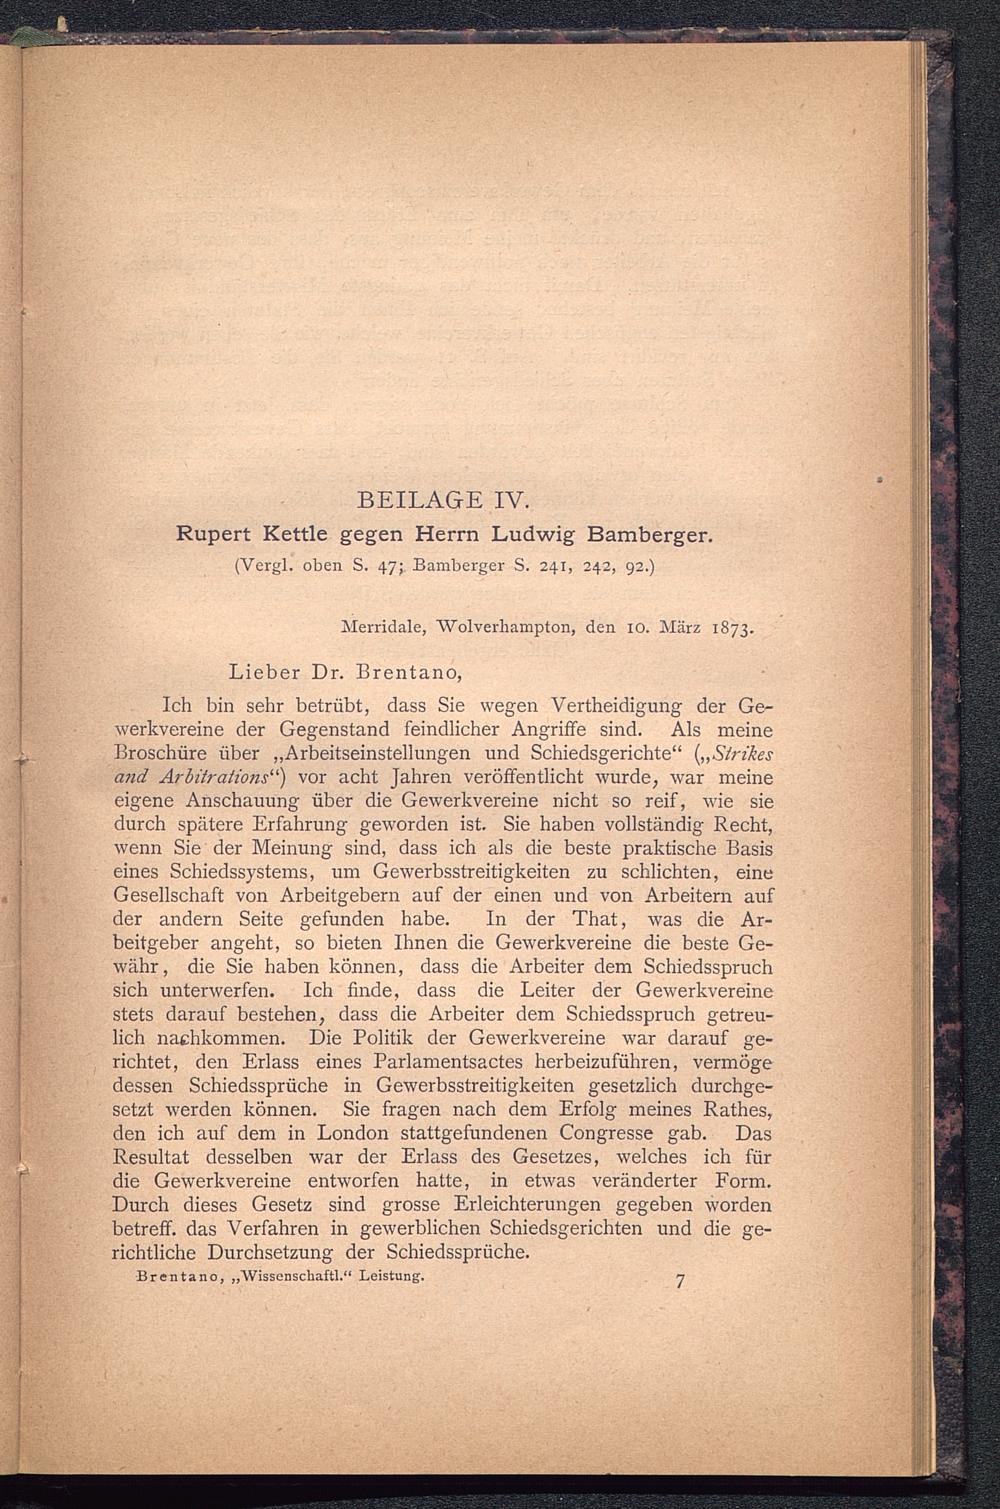 BEILAGE IV.
Rupert Kettle gegen Herrn Ludwig Bamberger.
(Vergl. oben S. 47; Bamberger S. 241, 242, 92.)
Merridale, Wolverhampton, den 10. März 1873.
Lieber Dr. Brentano,
Ich bin sehr betrübt, dass Sie wegen Vertheidigung der Ge-
werkvereine der Gegenstand feindlicher Angriffe sind. Als meine
Broschüre über „Arbeitseinstellungen und Schiedsgerichte“ („Strikes
and Arbitrations“) vor acht Jahren veröffentlicht wurde, war meine
eigene Anschauung über die Gewerkvereine nicht so reif, wie sie
durch spätere Erfahrung geworden ist. Sie haben vollständig Recht,
wenn Sie der Meinung sind, dass ich als die beste praktische Basis
eines Schiedssystems, um Gewerbsstreitigkeiten zu schlichten, eine
Gesellschaft von Arbeitgebern auf der einen und von Arbeitern auf
der andern Seite gefunden habe. In der That, was die Ar-
beitgeber angeht, so bieten Ihnen die Gewerkvereine die beste Ge-
währ, die Sie haben können, dass die Arbeiter dem Schiedsspruch
sich unterwerfen. Ich finde, dass die Leiter der Gewerkvereine
stets darauf bestehen, dass die Arbeiter dem Schiedsspruch getreu-
lich nachkommen. Die Politik der Gewerkvereine war darauf ge-
richtet, den Erlass eines Parlamentsactes herbeizuführen, vermöge
dessen Schiedssprüche in Gewerbsstreitigkeiten gesetzlich durchge-
setzt werden können. Sie fragen nach dem Erfolg meines Rathes,
den ich auf dem in London stattgefundenen Congresse gab. Das
Resultat desselben war der Erlass des Gesetzes, welches ich für
die Gewerkvereine entworfen hatte, in etwas veränderter Form.
Durch dieses Gesetz sind grosse Erleichterungen gegeben worden
betreff. das Verfahren in gewerblichen Schiedsgerichten und die ge-
richtliche Durchsetzung der Schiedssprüche.
Brentano, „Wissenschaftl.“ Leistung. 7